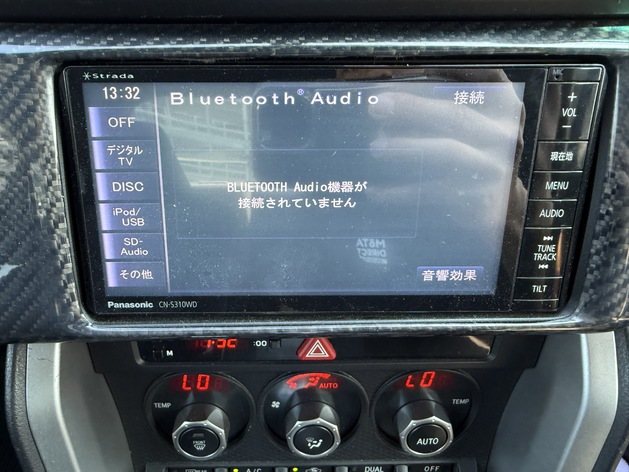 Strada
13:32
Bluetooth® Audio
接続
OFF
デジタル
TV
DISC
iPod/
USB
SD-
Audio
その他
BLUETOOTH Audio機器が
接続されていません
音響効果
Panasonic CN-S310WD
+
VOL
−
現在地
MENU
AUDIO
TUNE
TRACK
TILT
M
:00
LO
AUTO
LO
TEMP
TEMP
FRONT
AUTO
A/C
DUAL
OFF